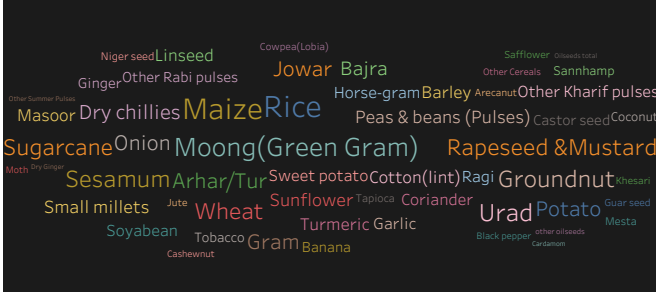 Cowpea(Lobia)
Niger seed Linseed
Safflower Oilseeds total
Jowar Bajra
Other Cereals Sannhamp
Ginger Other Rabi pulses
Horse-gram Barley Arecanut Other Kharif pulses
Other Summer Pulses
Masoor Dry chillies Maize Rice
Peas & beans (Pulses) Castor seed Coconut
Sugarcane Onion Moong(Green Gram) Rapeseed &Mustard
Moth Dry Ginger
Sesamum Arhar/Tur Sweet potato Cotton(lint) Ragi Groundnut Khesari
Small millets Jute Wheat Sunflower Tapioca Coriander
Urad Potato Guar seed
Mesta
Soyabean Turmeric Garlic
Tobacco Gram Banana
Black pepper other oilseeds
Cardamom
Cashewnut